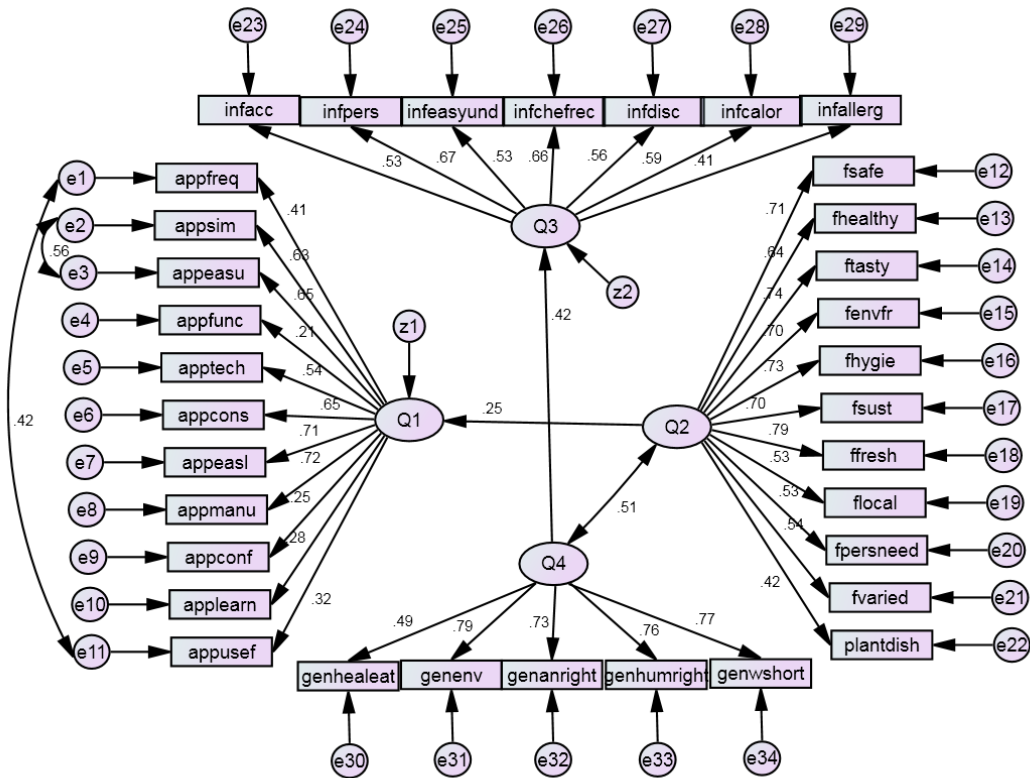 e23 e24 e25 e26 e27 e28 e29
infacc infpers infeasyund infchefrec infdisc infcalor infallerg
.53 .67 .53 .66 .56 .59 .41
Q3
z2
.42
e1 appfreq .41
e2 appsim .63
.56
e3 appeasu .65
e4 appfunc .21
e5 apptech .54
e6 appcons .65
e7 appeasl .71
e8 appmanu .72
e9 appconf .25
e10 applearn .28
e11 appusef .32
.42
z1
Q1
.25
Q2
.71 fsafe e12
.64 fhealthy e13
.74 ftasty e14
.70 fenvfr e15
.73 fhygie e16
.70 fsust e17
.79 ffresh e18
.53 flocal e19
.53 fpersneed e20
.54 fvaried e21
.42 plantdish e22
.51
Q4
.49 .79 .73 .76 .77
genhealeat genenv genanright genhumright genwshort
e30 e31 e32 e33 e34